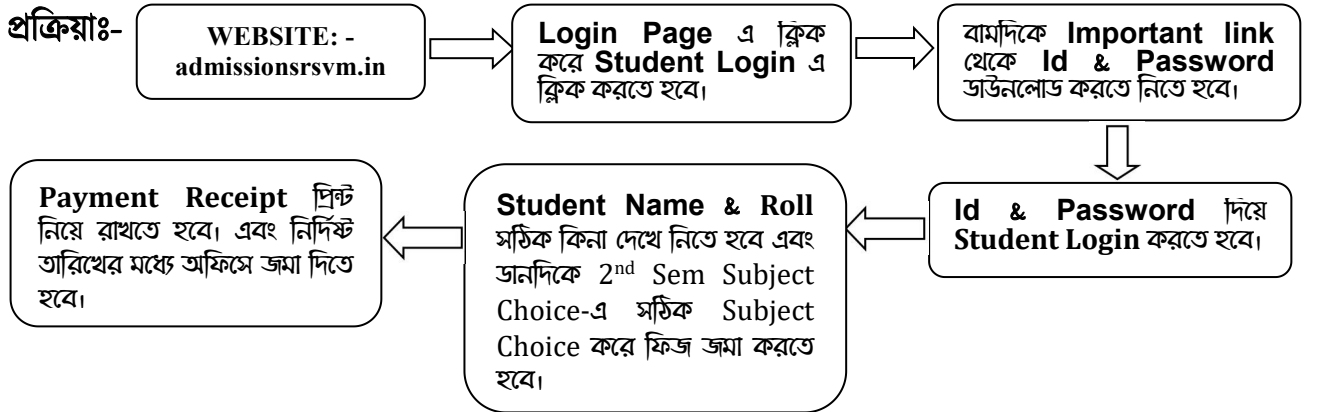 প্রক্রিয়াঃ-
WEBSITE: -
admissionsrsvm.in
Login Page এ ক্লিক
করে Student Login এ
ক্লিক করতে হবে।
বামদিকে Important link
থেকে Id & Password
ডাউনলোড করতে নিতে হবে।
Id & Password দিয়ে
Student Login করতে হবে।
Student Name & Roll
সঠিক কিনা দেখে নিতে হবে এবং
ডানদিকে 2nd Sem Subject
Choice-এ সঠিক Subject
Choice করে ফিজ জমা করতে
হবে।
Payment Receipt প্রিন্ট
নিয়ে রাখতে হবে। এবং নির্দিষ্ট
তারিখের মধ্যে অফিসে জমা দিতে
হবে।